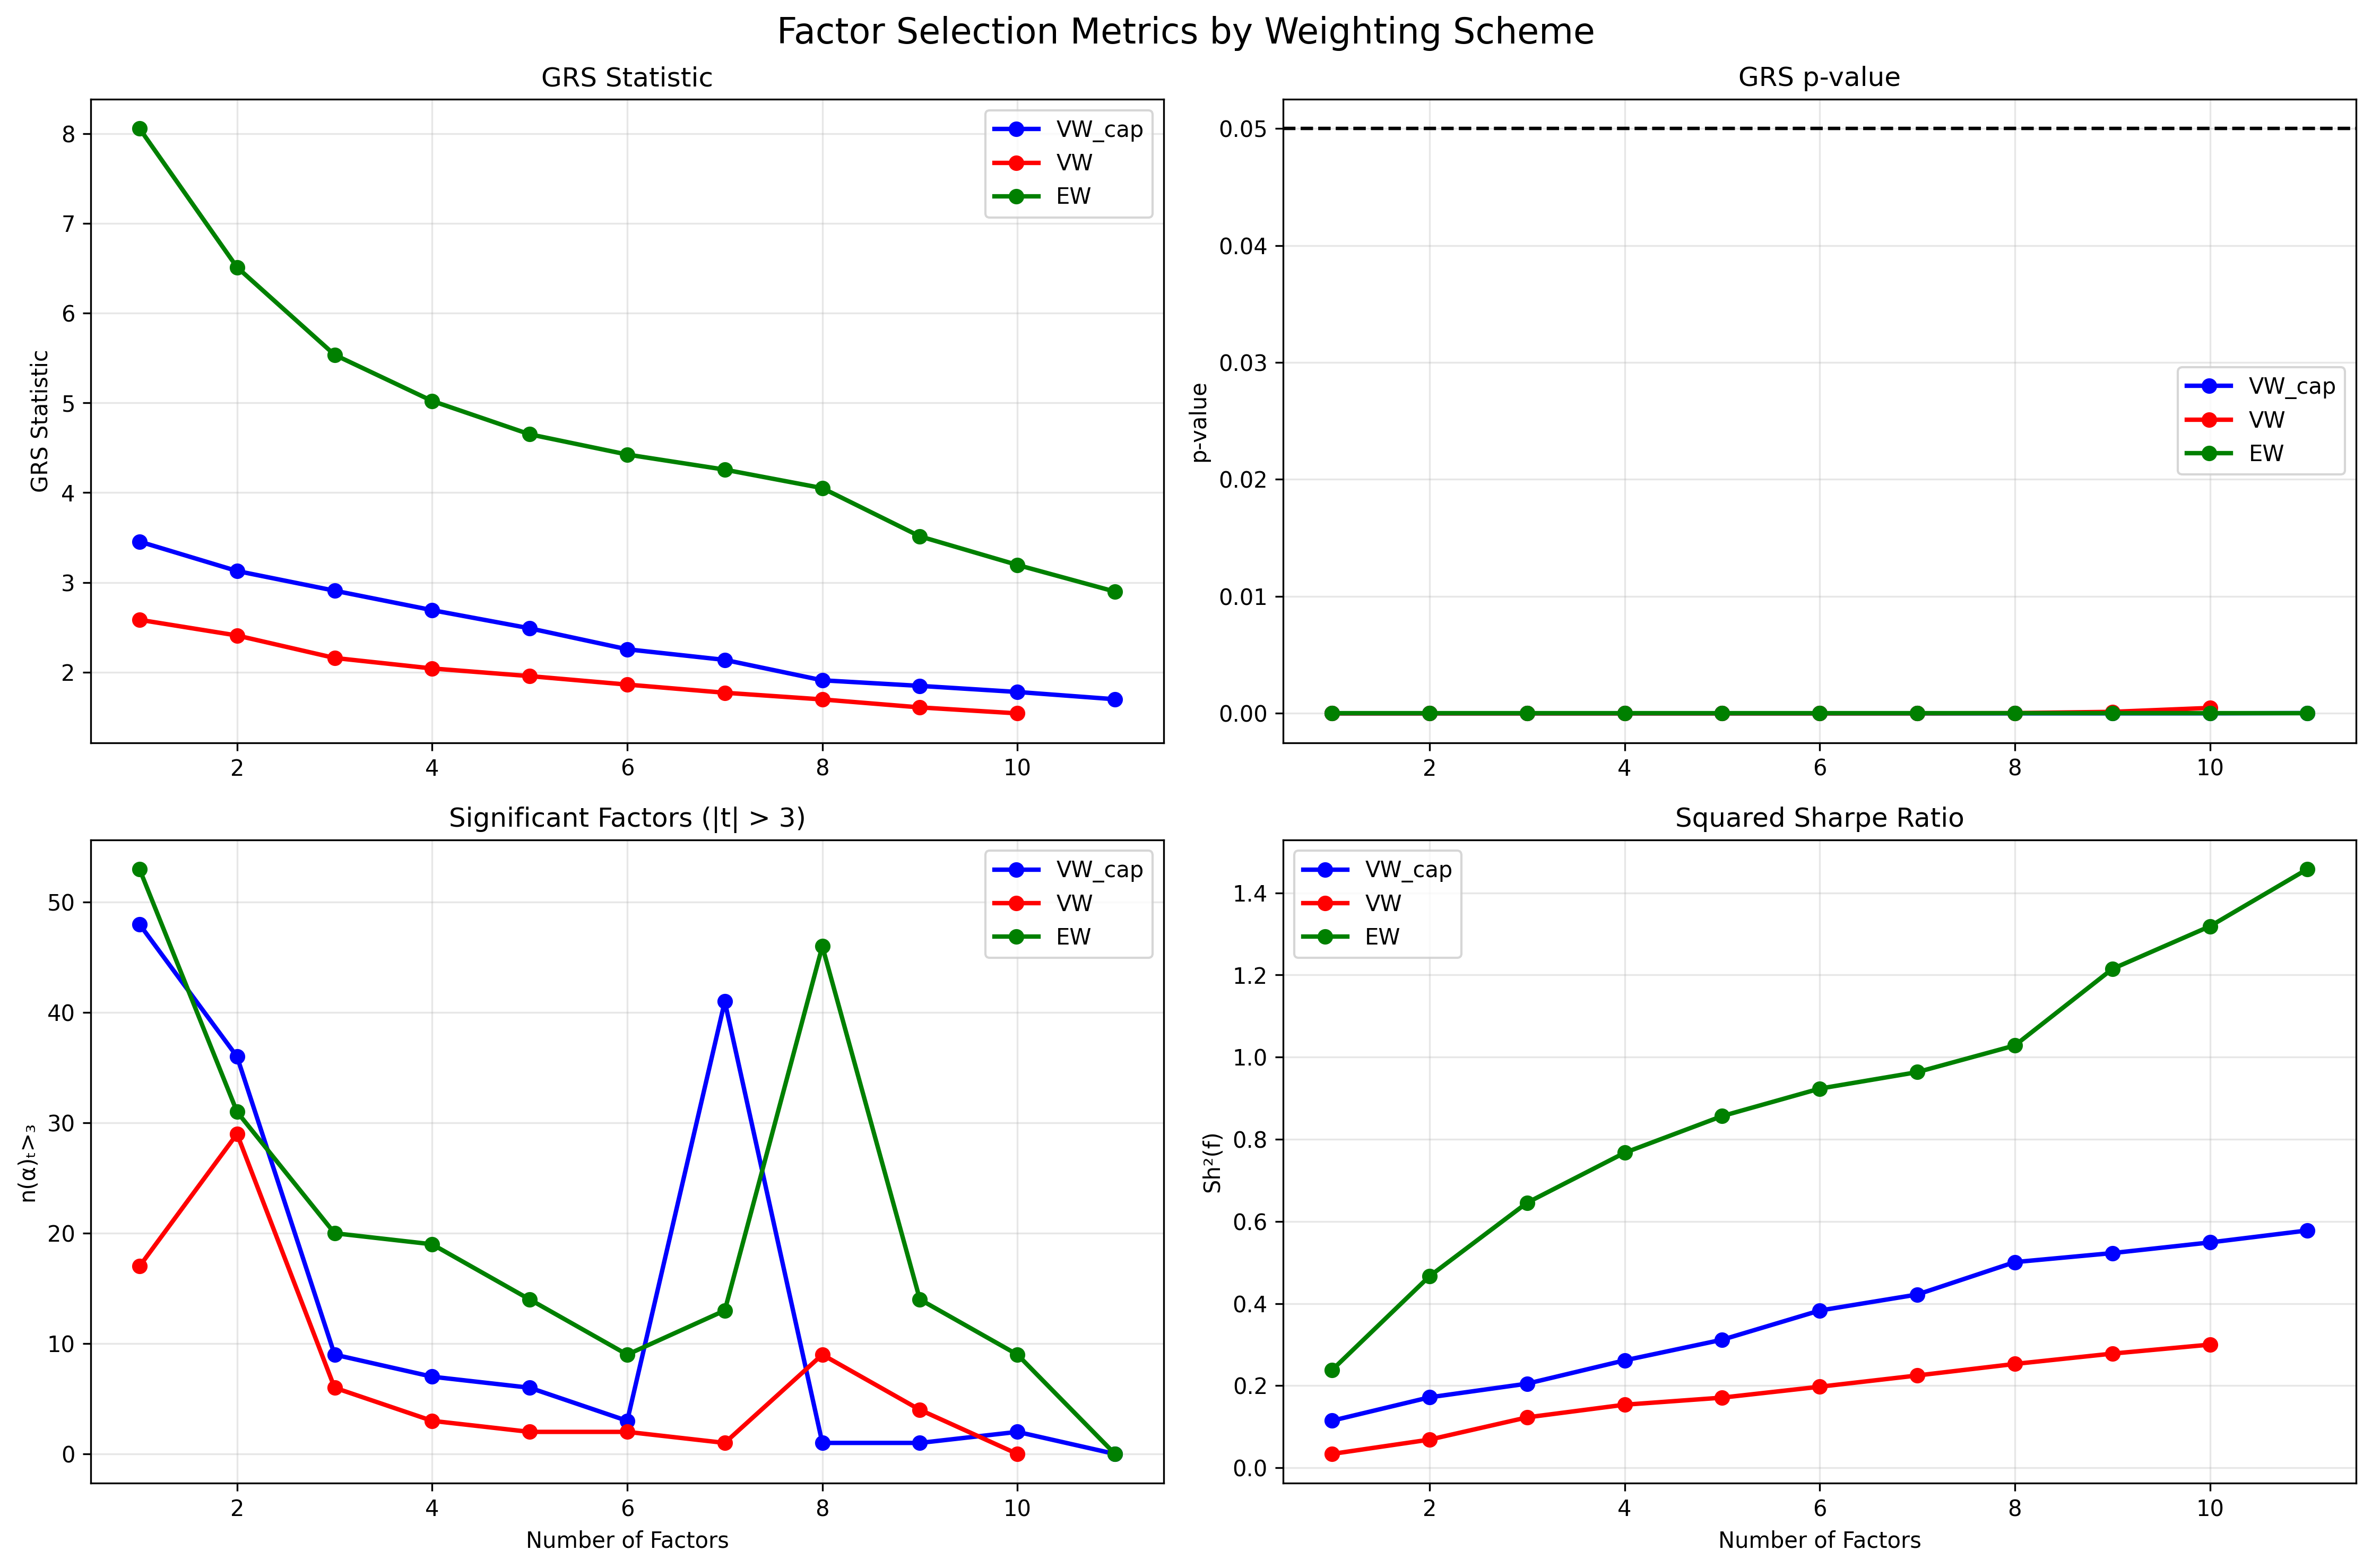 Factor Selection Metrics by Weighting Scheme
GRS Statistic
GRS Statistic
8
7
6
5
4
3
2
2
4
6
8
10
VW_cap
VW
EW
GRS p-value
p-value
0.05
0.04
0.03
0.02
0.01
0.00
2
4
6
8
10
VW_cap
VW
EW
Significant Factors (|t| > 3)
n(α)ₜ>₃
50
40
30
20
10
0
2
4
6
8
10
Number of Factors
VW_cap
VW
EW
Squared Sharpe Ratio
Sh²(f)
1.4
1.2
1.0
0.8
0.6
0.4
0.2
0.0
2
4
6
8
10
Number of Factors
VW_cap
VW
EW